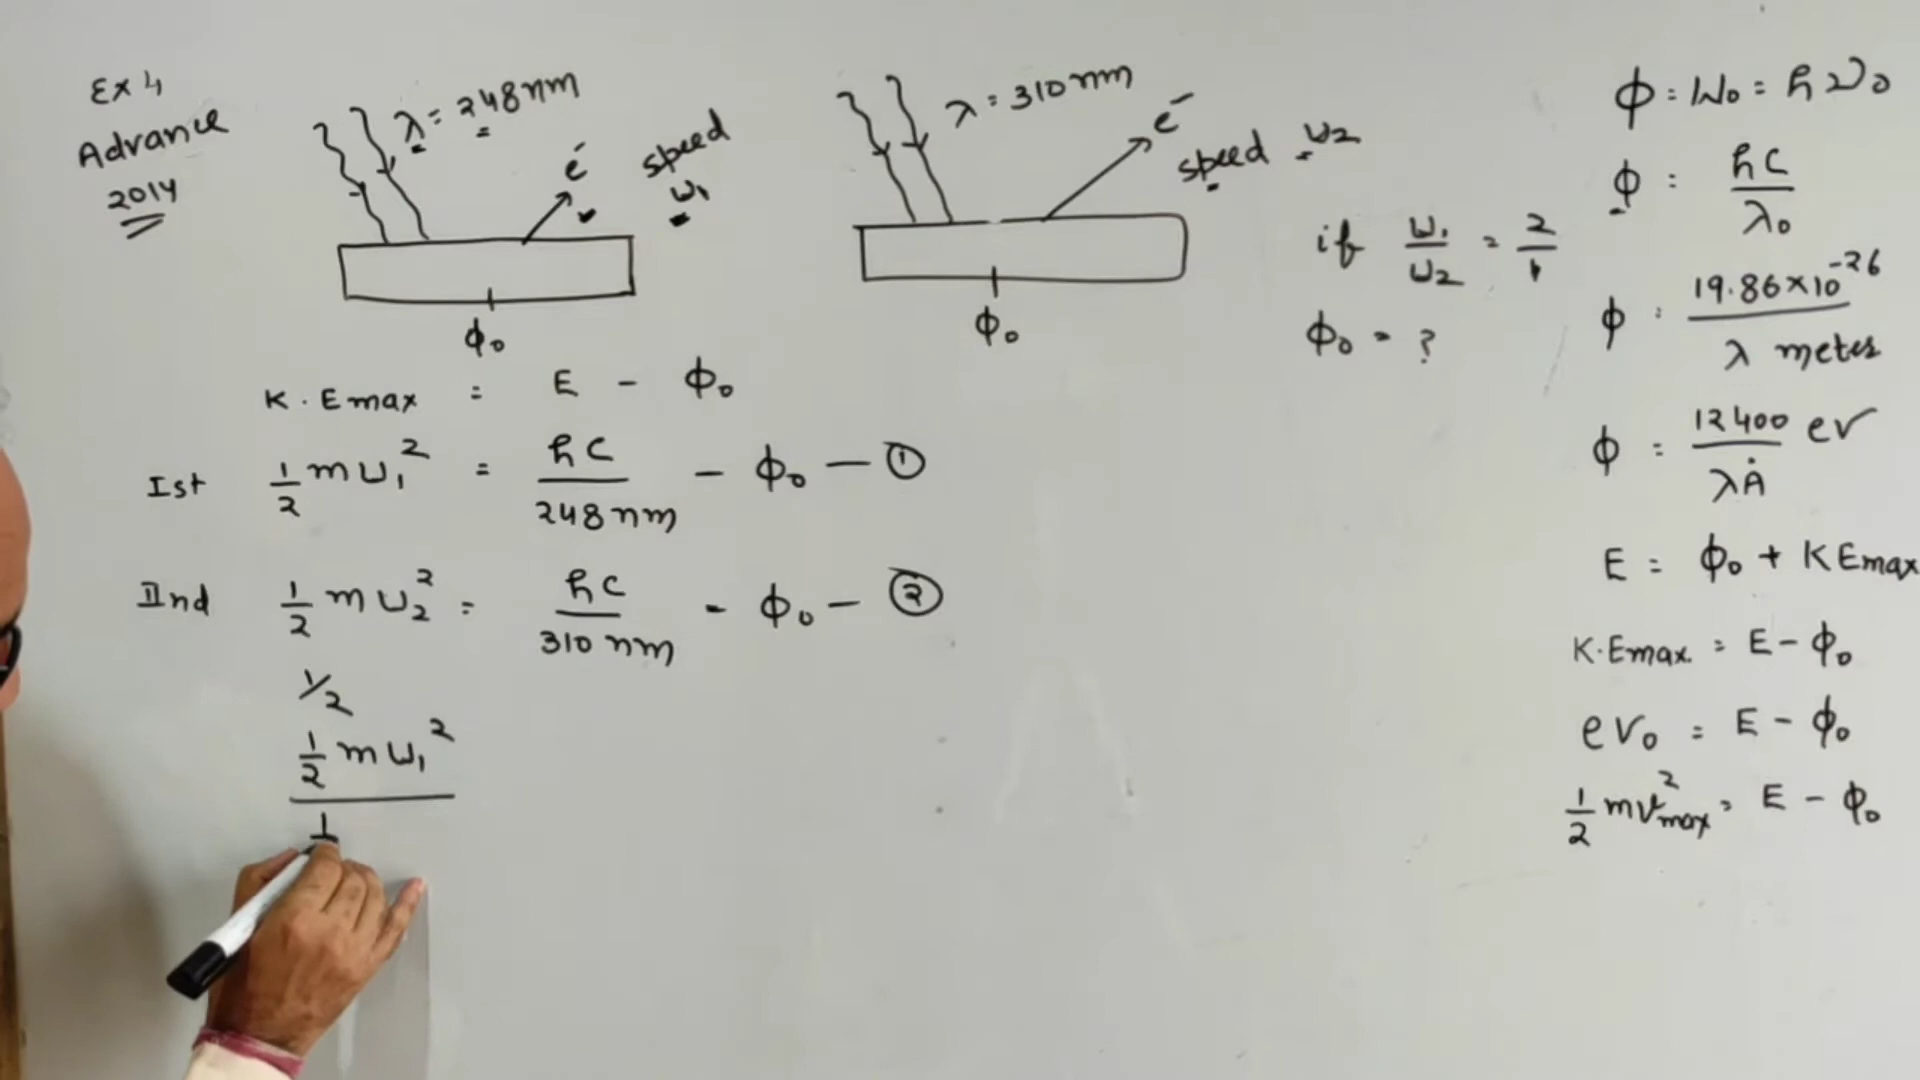 Ex 4
Advance
2014
λ = 248 nm
e⁻
speed
u₁
ϕ₀
λ = 310 nm
e⁻
speed u₂
ϕ₀
if u₁/u₂ = 2/1
ϕ₀ = ?
K.Emax = E - ϕ₀
Ist 1/2 mu₁² = hc/248 nm - ϕ₀ — ①
IInd 1/2 mu₂² = hc/310 nm - ϕ₀ — ②
1/2
1/2 mu₁²
1
ϕ = W₀ = hν₀
ϕ = hc/λ₀
ϕ = 19.86×10⁻²⁶/λ meter
ϕ = 12400/λÅ ev
E = ϕ₀ + KEmax
K.Emax. = E - ϕ₀
ev₀ = E - ϕ₀
1/2 mv²max = E - ϕ₀